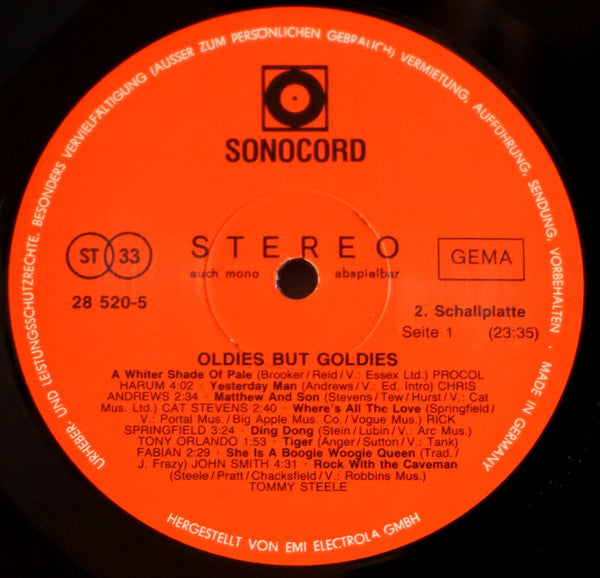 URHEBER- UND LEISTUNGSSCHUTZRECHTE, BESONDERS VERVIELFÄLTIGUNG (AUSSER ZUM PERSÖNLICHEN GEBRAUCH) VERMIETUNG, AUFFÜHRUNG, SENDUNG, VORBEHALTEN · MADE IN GERMANY
SONOCORD
ST 33
STEREO
GEMA
auch mono abspielbar
28 520-5
2. Schallplatte
Seite 1 (23:35)
OLDIES BUT GOLDIES
A Whiter Shade Of Pale (Brooker/Reid/V.: Essex Ltd.) PROCOL
HARUM 4:02 · Yesterday Man (Andrews/V.: Ed. Intro) CHRIS
ANDREWS 2:34 · Matthew And Son (Stevens/Tew/Hurst/V.: Cat
Mus. Ltd.) CAT STEVENS 2:40 · Where's All The Love (Springfield/
V.: Portal Mus/Big Apple Mus. Co./Vogue Mus.) RICK
SPRINGFIELD 3:24 · Ding Dong (Stein/Lubin/V.: Arc Mus.)
TONY ORLANDO 1:53 · Tiger (Anger/Sutton/V.: Tank)
FABIAN 2:29 · She Is A Boogie Woogie Queen (Trad./
J. Frazy) JOHN SMITH 4:31 · Rock With the Caveman
(Steele/Pratt/Chacksfield/V.: Robbins Mus.)
TOMMY STEELE
HERGESTELLT VON EMI ELECTROLA GMBH